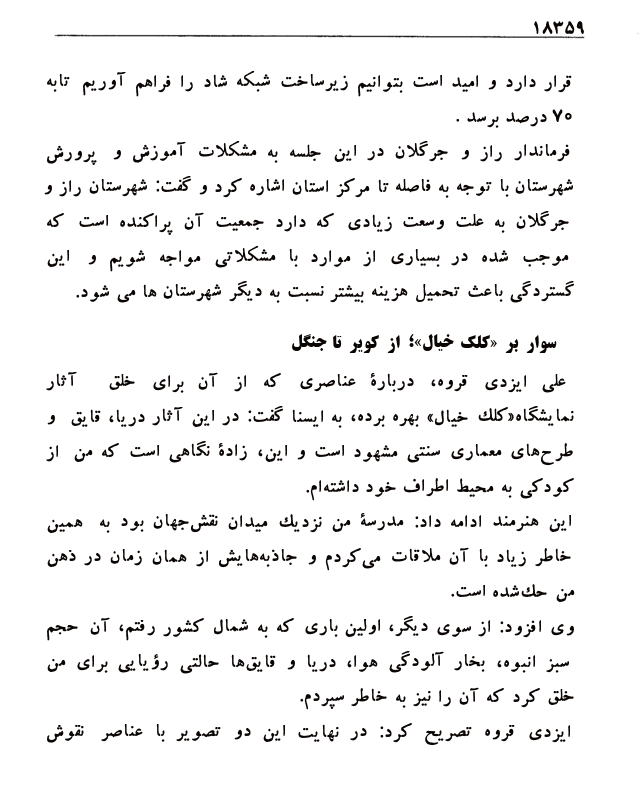 ۱۸۳۵۹
قرار دارد و امید است بتوانیم زیرساخت شبکه شاد را فراهم آوریم تابه
۷۰ درصد برسد .
فرماندار راز و جرگلان در این جلسه به مشکلات آموزش و پرورش
شهرستان با توجه به فاصله تا مرکز استان اشاره کرد و گفت: شهرستان راز و
جرگلان به علت وسعت زیادی که دارد جمعیت آن پراکنده است که
موجب شده در بسیاری از موارد با مشکلاتی مواجه شویم و این
گستردگی باعث تحمیل هزینه بیشتر نسبت به دیگر شهرستان ها می شود.
سوار بر «کلک خیال»؛ از کویر تا جنگل
علی ایزدی قروه، دربارهٔ عناصری که از آن برای خلق آثار
نمایشگاه«کلك خیال» بهره برده، به ایسنا گفت: در این آثار دریا، قایق و
طرح‌های معماری سنتی مشهود است و این، زادهٔ نگاهی است که من از
کودکی به محیط اطراف خود داشته‌ام.
این هنرمند ادامه داد: مدرسهٔ من نزدیك میدان نقش‌جهان بود به همین
خاطر زیاد با آن ملاقات می‌کردم و جاذبه‌هایش از همان زمان در ذهن
من حك‌شده است.
وی افزود: از سوی دیگر، اولین باری که به شمال کشور رفتم، آن حجم
سبز انبوه، بخار آلودگی هوا، دریا و قایق‌ها حالتی رؤیایی برای من
خلق کرد که آن را نیز به خاطر سپردم.
ایزدی قروه تصریح کرد: در نهایت این دو تصویر با عناصر نقوش